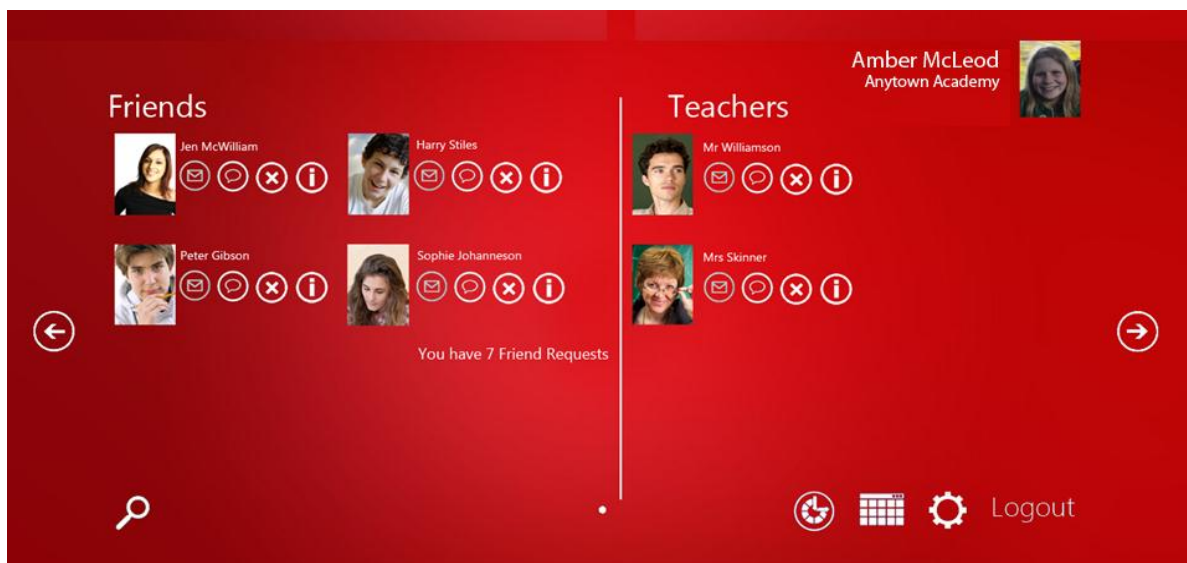 Amber McLeod
Anytown Academy
Friends
Jen McWilliam
Harry Stiles
Peter Gibson
Sophie Johanneson
You have 7 Friend Requests
Teachers
Mr Williamson
Mrs Skinner
Logout